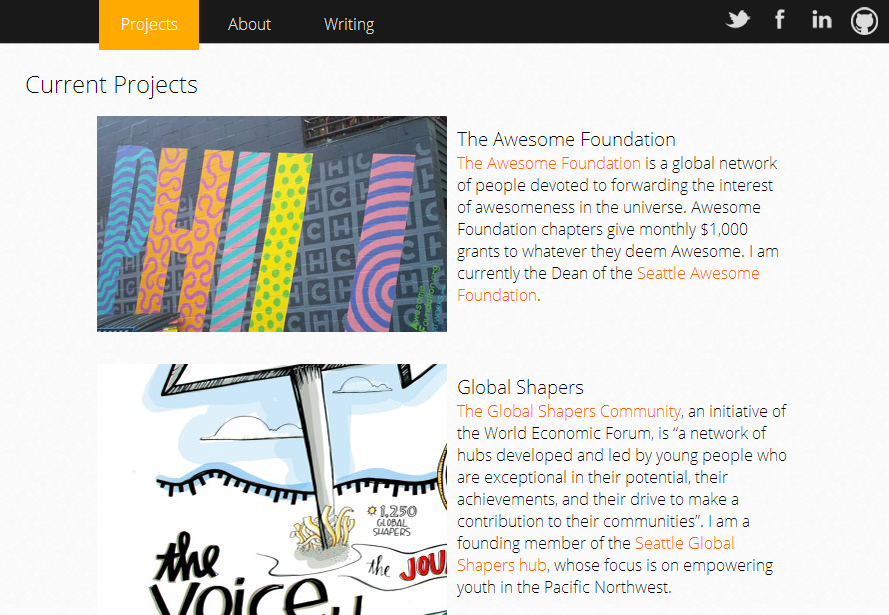 Projects
About
Writing
Current Projects
The Awesome Foundation
The Awesome Foundation is a global network
of people devoted to forwarding the interest
of awesomeness in the universe. Awesome
Foundation chapters give monthly $1,000
grants to whatever they deem Awesome. I am
currently the Dean of the Seattle Awesome
Foundation.
Global Shapers
The Global Shapers Community, an initiative of
the World Economic Forum, is “a network of
hubs developed and led by young people who
are exceptional in their potential, their
achievements, and their drive to make a
contribution to their communities”. I am a
founding member of the Seattle Global
Shapers hub, whose focus is on empowering
youth in the Pacific Northwest.
1,250
GLOBAL
SHAPERS
the
the JOU
voice